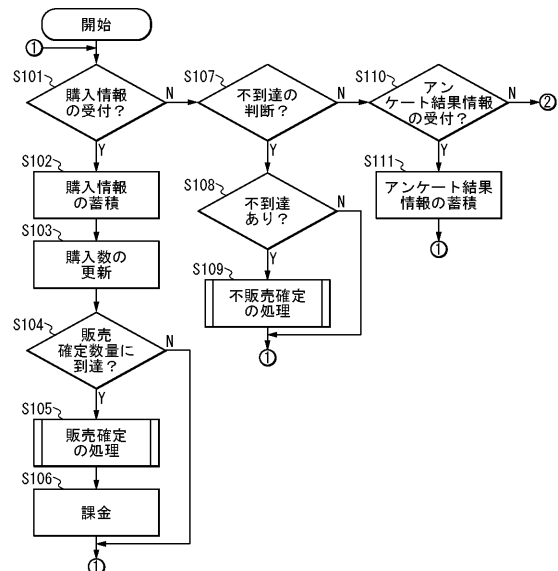 開始
①
S101
購入情報
の受付？
N
Y
S107
不到達の
判断？
N
Y
S110
アン
ケート結果情報
の受付？
N
②
Y
S102
購入情報
の蓄積
S108
不到達
あり？
N
Y
S111
アンケート結果
情報の蓄積
①
S103
購入数の
更新
S109
不販売確定
の処理
①
S104
販売
確定数量に
到達？
N
Y
S105
販売確定
の処理
S106
課金
①